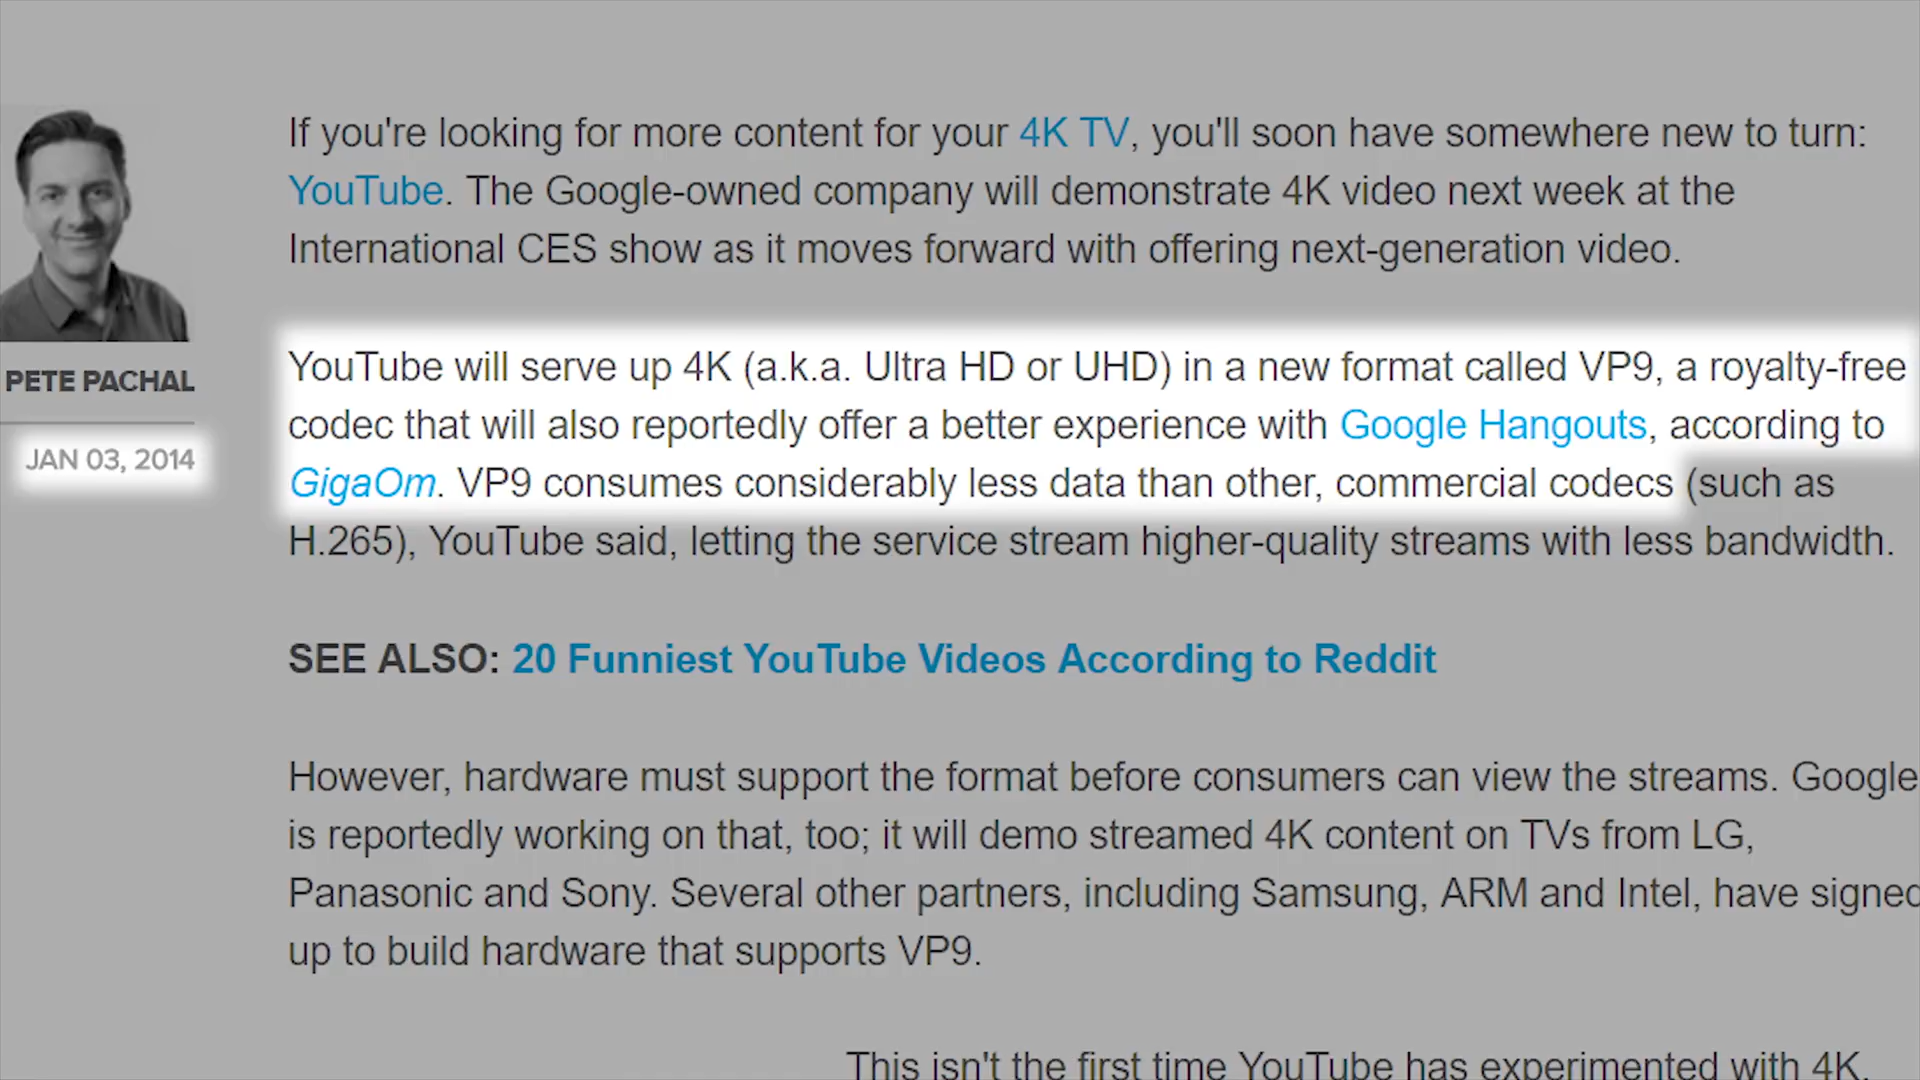 If you're looking for more content for your 4K TV, you'll soon have somewhere new to turn:
YouTube. The Google-owned company will demonstrate 4K video next week at the
International CES show as it moves forward with offering next-generation video.
PETE PACHAL
JAN 03, 2014
YouTube will serve up 4K (a.k.a. Ultra HD or UHD) in a new format called VP9, a royalty-free
codec that will also reportedly offer a better experience with Google Hangouts, according to
GigaOm. VP9 consumes considerably less data than other, commercial codecs (such as
H.265), YouTube said, letting the service stream higher-quality streams with less bandwidth.
SEE ALSO: 20 Funniest YouTube Videos According to Reddit
However, hardware must support the format before consumers can view the streams. Google
is reportedly working on that, too; it will demo streamed 4K content on TVs from LG,
Panasonic and Sony. Several other partners, including Samsung, ARM and Intel, have signed
up to build hardware that supports VP9.
This isn't the first time YouTube has experimented with 4K.